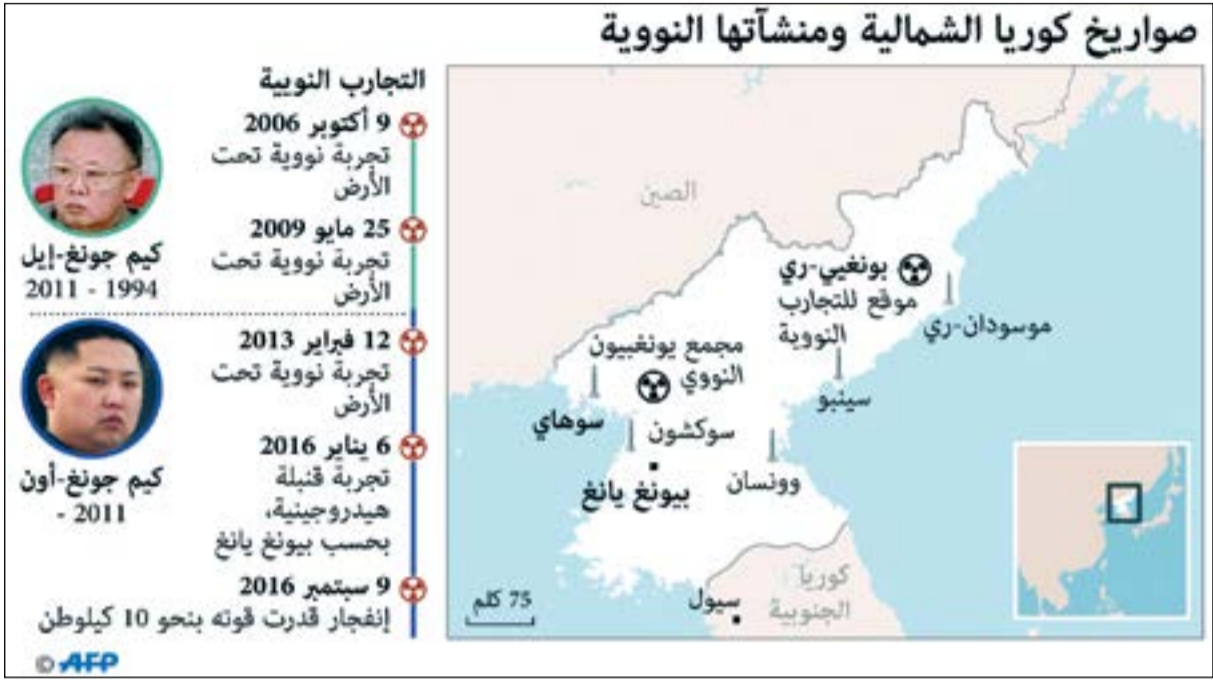 صواريخ كوريا الشمالية ومنشآتها النووية
التجارب النويية
9 أكتوبر 2006
تجربة نووية تحت
الأرض
25 مايو 2009
تجربة نووية تحت
الأرض
كيم جونغ-إيل
1994 - 2011
12 فبراير 2013
تجربة نووية تحت
الأرض
6 يناير 2016
تجربة قنبلة
هيدروجينية،
بحسب بيونغ يانغ
كيم جونغ-أون
2011 -
9 سبتمبر 2016
إنفجار قدرت قوته بنحو 10 كيلوطن
الصين
بونغيي-ري
موقع للتجارب
النووية
موسودان-ري
مجمع يونغبيون
النووي
سينبو
سوهاي
سوكشون
وونسان
بيونغ يانغ
كوريا
الجنوبية
سيول
75 كلم
© AFP